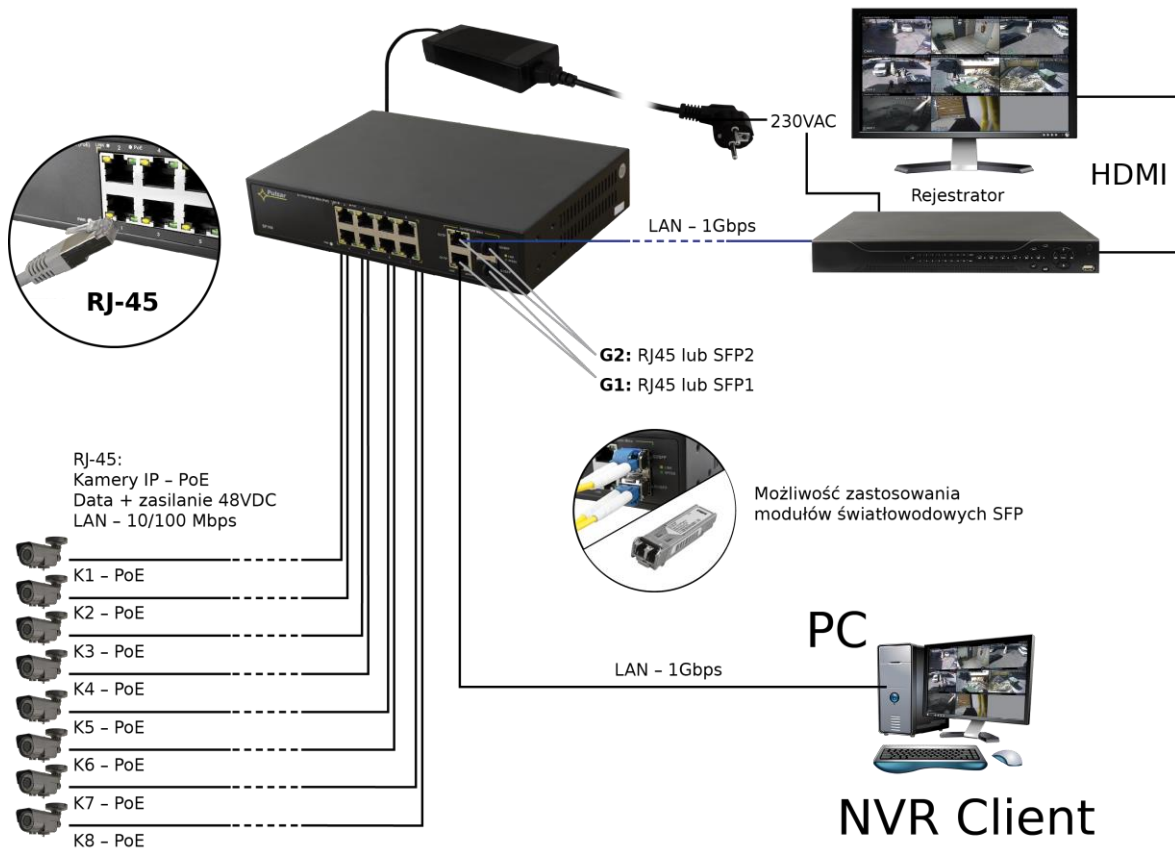 230VAC
HDMI
Rejestrator
Pulsar
LAN – 1Gbps
RJ-45
G2: RJ45 lub SFP2
G1: RJ45 lub SFP1
RJ-45:
Kamery IP – PoE
Data + zasilanie 48VDC
LAN – 10/100 Mbps
Możliwość zastosowania
modułów światłowodowych SFP
K1 – PoE
K2 – PoE
K3 – PoE
K4 – PoE
K5 – PoE
K6 – PoE
K7 – PoE
K8 – PoE
PC
LAN – 1Gbps
NVR Client